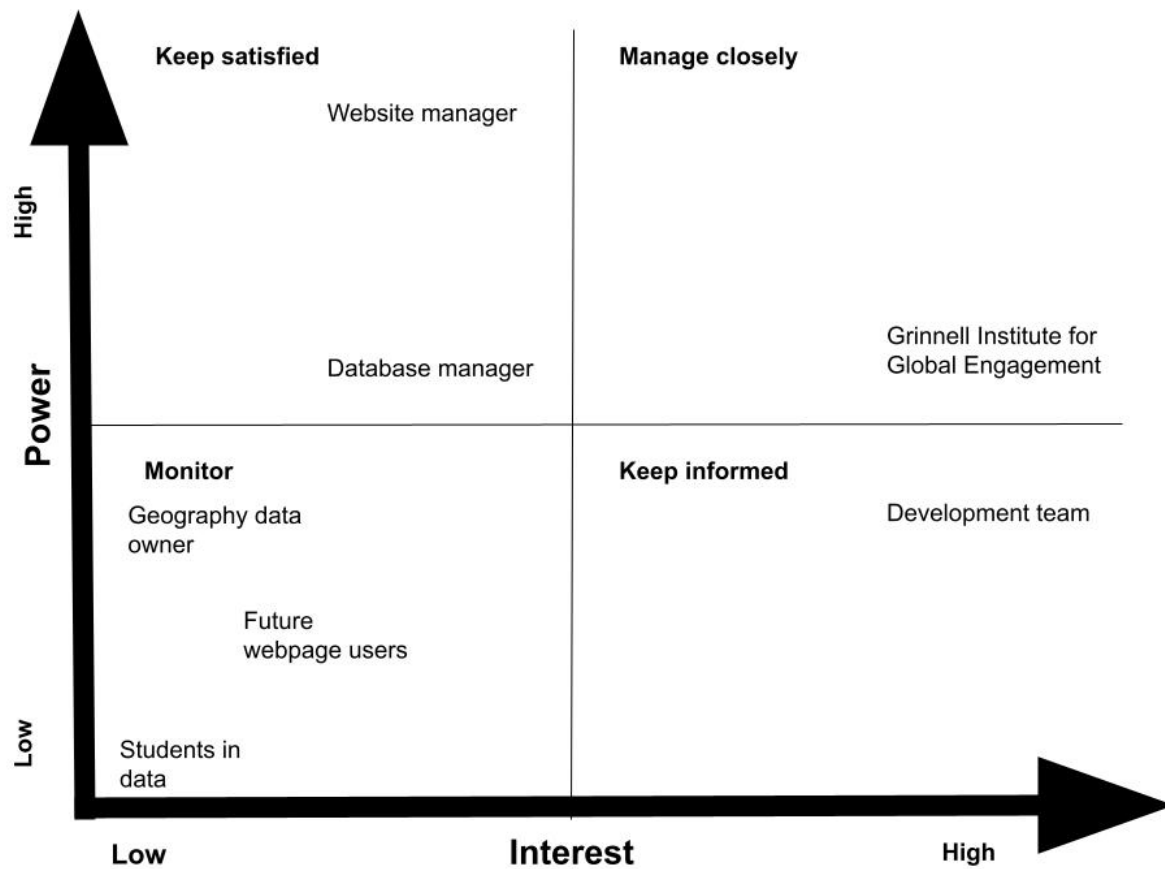 Keep satisfied
Manage closely
Website manager
High
Grinnell Institute for
Global Engagement
Database manager
Power
Monitor
Keep informed
Geography data
owner
Development team
Future
webpage users
Low
Students in
data
Low
Interest
High